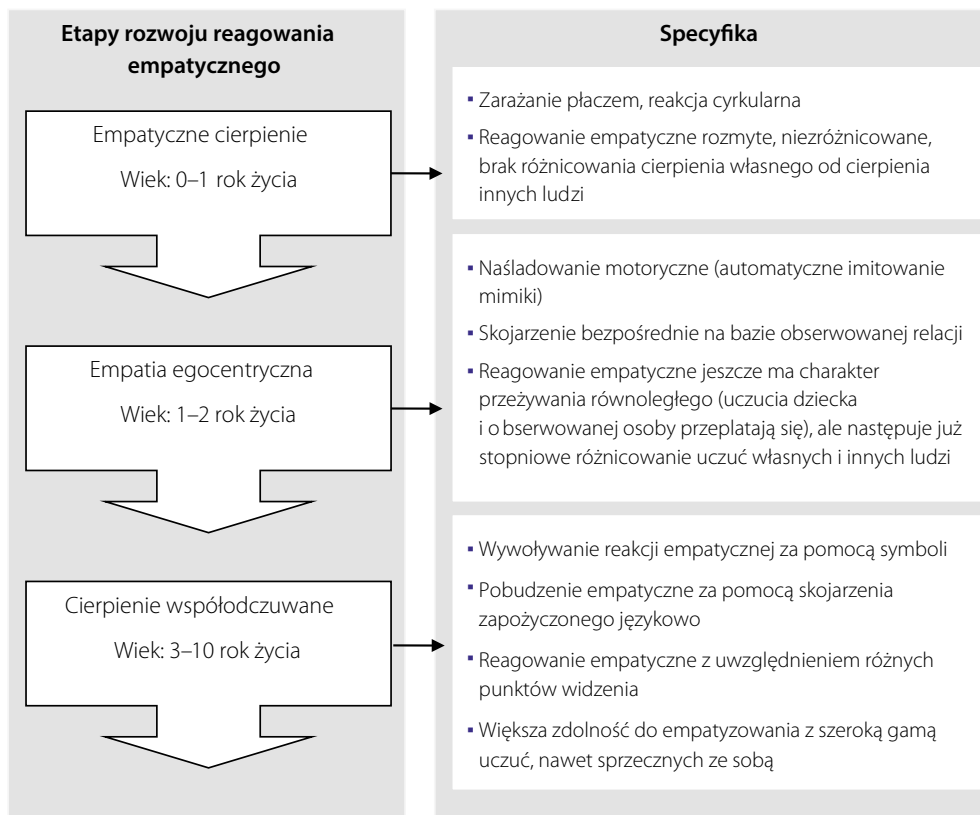 Etapy rozwoju reagowania
empatycznego
Empatyczne cierpienie
Wiek: 0–1 rok życia
Empatia egocentryczna
Wiek: 1–2 rok życia
Cierpienie współodczuwane
Wiek: 3–10 rok życia
Specyfika
▪ Zarażanie płaczem, reakcja cyrkularna
▪ Reagowanie empatyczne rozmyte, niezróżnicowane,
brak różnicowania cierpienia własnego od cierpienia
innych ludzi
▪ Naśladowanie motoryczne (automatyczne imitowanie
mimiki)
▪ Skojarzenie bezpośrednie na bazie obserwowanej relacji
▪ Reagowanie empatyczne jeszcze ma charakter
przeżywania równoległego (uczucia dziecka
i o bserwowanej osoby przeplatają się), ale następuje już
stopniowe różnicowanie uczuć własnych i innych ludzi
▪ Wywoływanie reakcji empatycznej za pomocą symboli
▪ Pobudzenie empatyczne za pomocą skojarzenia
zapożyczonego językowo
▪ Reagowanie empatyczne z uwzględnieniem różnych
punktów widzenia
▪ Większa zdolność do empatyzowania z szeroką gamą
uczuć, nawet sprzecznych ze sobą